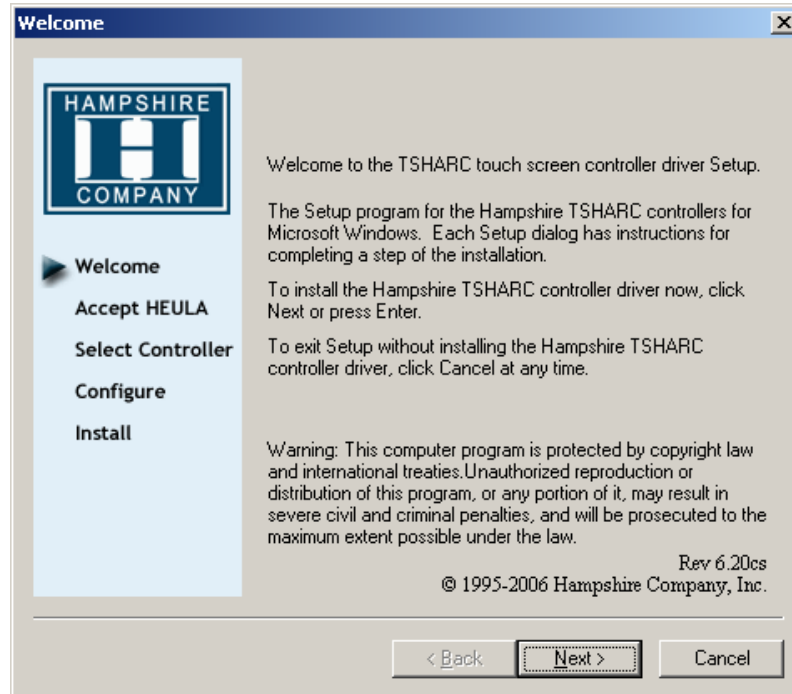 Welcome
HAMPSHIRE
H
COMPANY
Welcome
Accept HEULA
Select Controller
Configure
Install
Welcome to the TSHARC touch screen controller driver Setup.
The Setup program for the Hampshire TSHARC controllers for
Microsoft Windows.  Each Setup dialog has instructions for
completing a step of the installation.
To install the Hampshire TSHARC controller driver now, click
Next or press Enter.
To exit Setup without installing the Hampshire TSHARC
controller driver, click Cancel at any time.
Warning: This computer program is protected by copyright law
and international treaties.Unauthorized reproduction or
distribution of this program, or any portion of it, may result in
severe civil and criminal penalties, and will be prosecuted to the
maximum extent possible under the law.
Rev 6.20cs
© 1995-2006 Hampshire Company, Inc.
< Back
Next >
Cancel